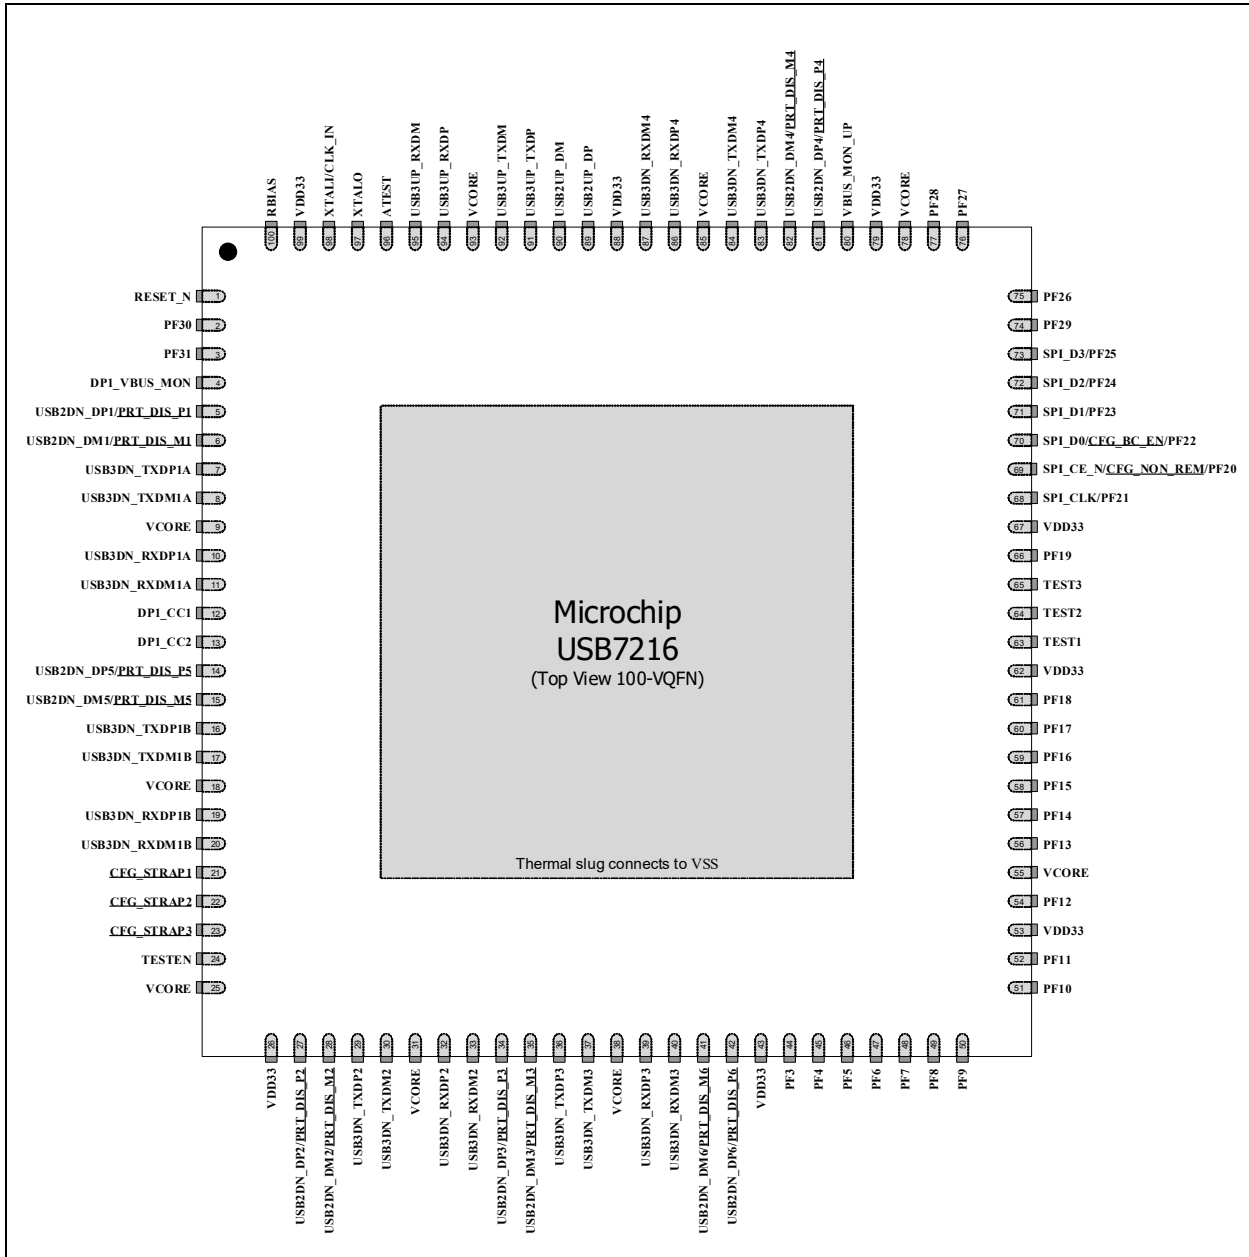 RBIAS
VDD33
XTALI/CLK_IN
XTALO
ATEST
USB3UP_RXDM
USB3UP_RXDP
VCORE
USB3UP_TXDM
USB3UP_TXDP
USB2UP_DM
USB2UP_DP
VDD33
USB3DN_RXDM4
USB3DN_RXDP4
VCORE
USB3DN_TXDM4
USB3DN_TXDP4
USB2DN_DM4/PRT_DIS_M4
USB2DN_DP4/PRT_DIS_P4
VBUS_MON_UP
VDD33
VCORE
PF28
PF27
100
99
98
97
96
95
94
93
92
91
90
89
88
87
86
85
84
83
82
81
80
79
78
77
76
RESET_N 1
PF30 2
PF31 3
DP1_VBUS_MON 4
USB2DN_DP1/PRT_DIS_P1 5
USB2DN_DM1/PRT_DIS_M1 6
USB3DN_TXDP1A 7
USB3DN_TXDM1A 8
VCORE 9
USB3DN_RXDP1A 10
USB3DN_RXDM1A 11
DP1_CC1 12
DP1_CC2 13
USB2DN_DP5/PRT_DIS_P5 14
USB2DN_DM5/PRT_DIS_M5 15
USB3DN_TXDP1B 16
USB3DN_TXDM1B 17
VCORE 18
USB3DN_RXDP1B 19
USB3DN_RXDM1B 20
CFG_STRAP1 21
CFG_STRAP2 22
CFG_STRAP3 23
TESTEN 24
VCORE 25
Microchip
USB7216
(Top View 100-VQFN)
Thermal slug connects to VSS
75 PF26
74 PF29
73 SPI_D3/PF25
72 SPI_D2/PF24
71 SPI_D1/PF23
70 SPI_D0/CFG_BC_EN/PF22
69 SPI_CE_N/CFG_NON_REM/PF20
68 SPI_CLK/PF21
67 VDD33
66 PF19
65 TEST3
64 TEST2
63 TEST1
62 VDD33
61 PF18
60 PF17
59 PF16
58 PF15
57 PF14
56 PF13
55 VCORE
54 PF12
53 VDD33
52 PF11
51 PF10
26
27
28
29
30
31
32
33
34
35
36
37
38
39
40
41
42
43
44
45
46
47
48
49
50
VDD33
USB2DN_DP2/PRT_DIS_P2
USB2DN_DM2/PRT_DIS_M2
USB3DN_TXDP2
USB3DN_TXDM2
VCORE
USB3DN_RXDP2
USB3DN_RXDM2
USB2DN_DP3/PRT_DIS_P3
USB2DN_DM3/PRT_DIS_M3
USB3DN_TXDP3
USB3DN_TXDM3
VCORE
USB3DN_RXDP3
USB3DN_RXDM3
USB2DN_DM6/PRT_DIS_M6
USB2DN_DP6/PRT_DIS_P6
VDD33
PF3
PF4
PF5
PF6
PF7
PF8
PF9